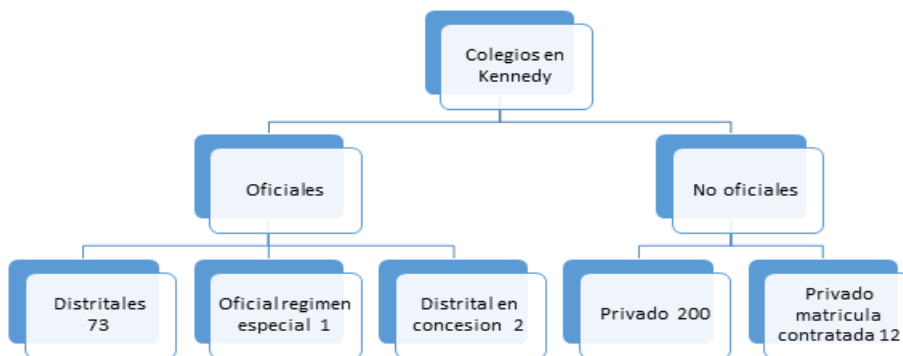 Colegios en
Kennedy
Oficiales
No oficiales
Distritales
73
Oficial regimen
especial 1
Distrital en
concesion 2
Privado 200
Privado
matricula
contratada 12